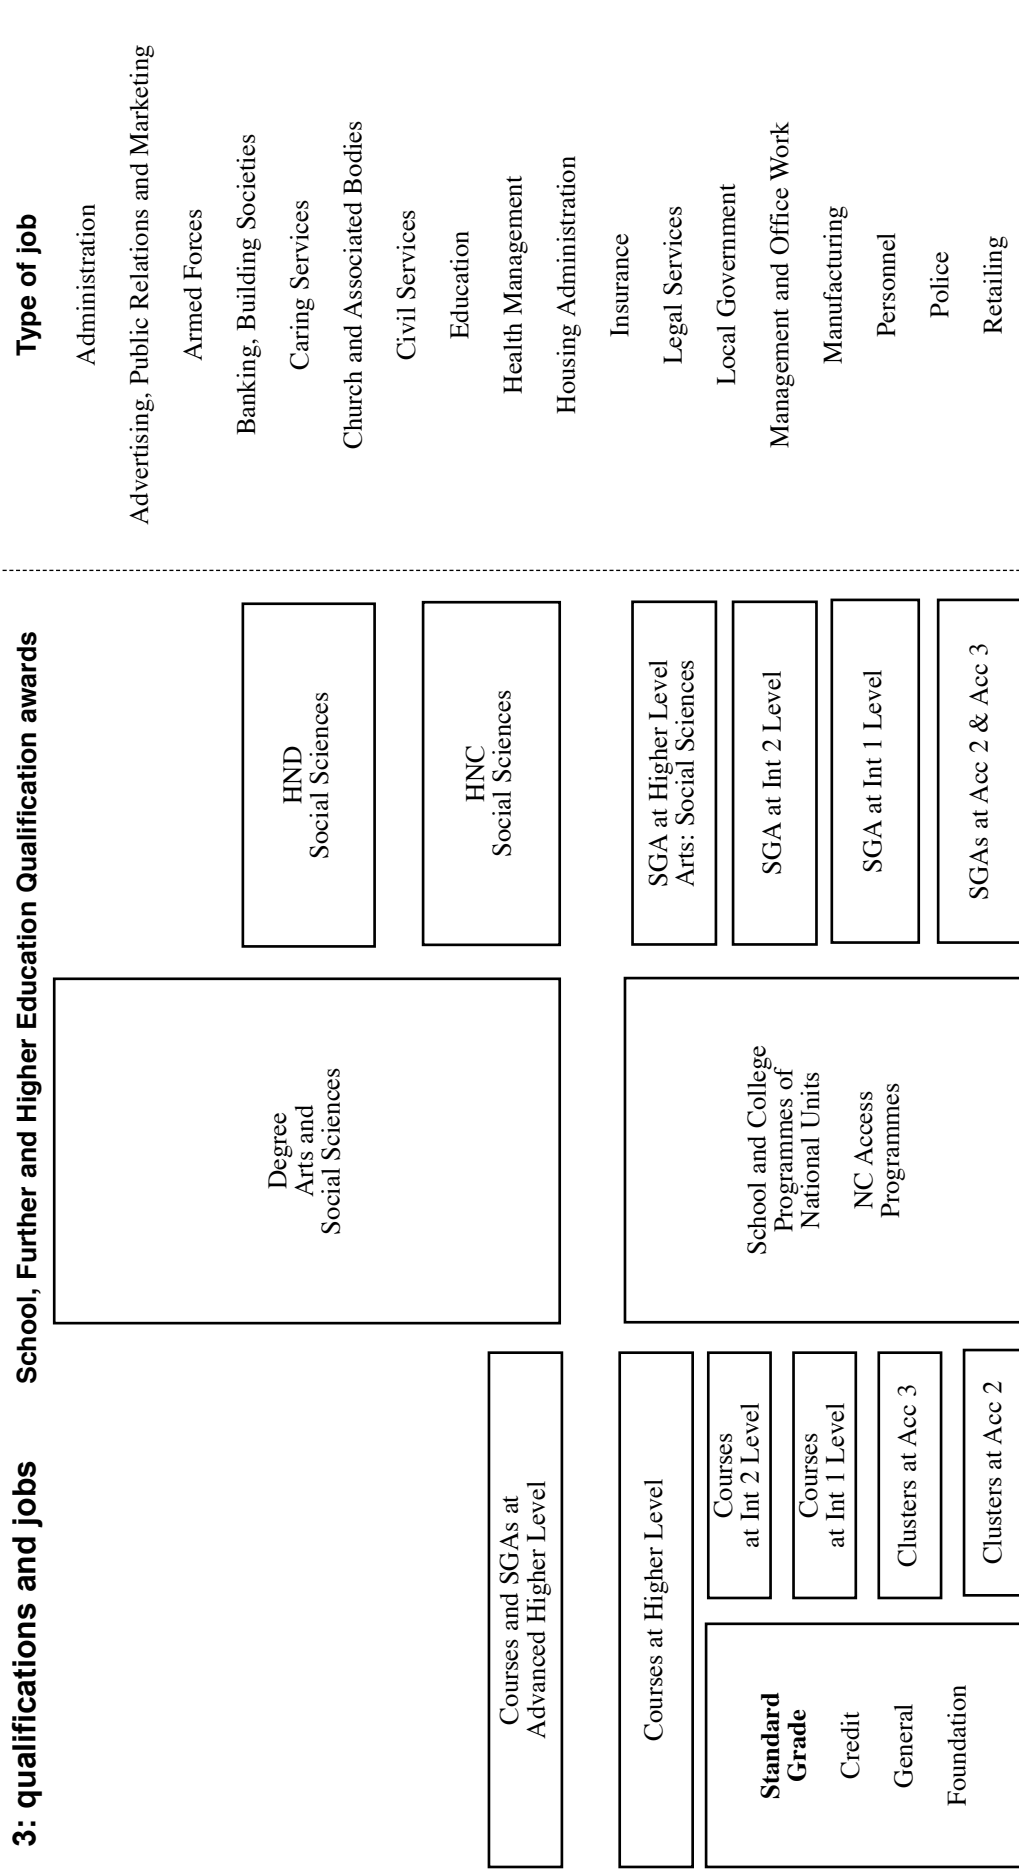 3: qualifications and jobs
School, Further and Higher Education Qualification awards
Type of job
Courses and SGAs at
Advanced Higher Level
Courses at Higher Level
Standard
Grade
Credit
General
Foundation
Courses
at Int 2 Level
Courses
at Int 1 Level
Clusters at Acc 3
Clusters at Acc 2
Degree
Arts and
Social Sciences
School and College
Programmes of
National Units
NC Access
Programmes
HND
Social Sciences
HNC
Social Sciences
SGA at Higher Level
Arts: Social Sciences
SGA at Int 2 Level
SGA at Int 1 Level
SGAs at Acc 2 & Acc 3
Administration
Advertising, Public Relations and Marketing
Armed Forces
Banking, Building Societies
Caring Services
Church and Associated Bodies
Civil Services
Education
Health Management
Housing Administration
Insurance
Legal Services
Local Government
Management and Office Work
Manufacturing
Personnel
Police
Retailing